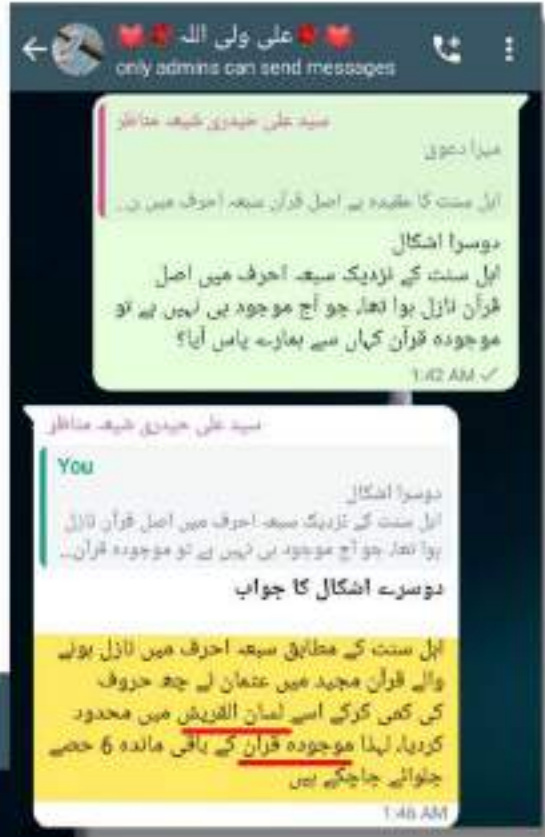 علی ولی اللہ
only admins can send messages
سید علی حیدری شیعہ مناظر
میرا دعویٰ
اہل سنت کا عقیدہ ہے اصل قرآن سبعہ احرف میں ن...
دوسرا اشکال
اہل سنت کے نزدیک سبعہ احرف میں اصل
قرآن نازل ہوا تھا، جو آج موجود ہی نہیں ہے تو
موجودہ قرآن کہاں سے ہمارے پاس آیا؟
1:42 AM
سید علی حیدری شیعہ مناظر
You
دوسرا اشکال
اہل سنت کے نزدیک سبعہ احرف میں اصل قرآن نازل
ہوا تھا، جو آج موجود ہی نہیں ہے تو موجودہ قرآن...
دوسرے اشکال کا جواب
اہل سنت کے مطابق سبعہ احرف میں نازل ہونے
والے قرآن مجید میں عثمان نے چھ حروف
کی کمی کرکے اسے لسان القریش میں محدود
کردیا، لہذا موجودہ قرآن کے باقی ماندہ 6 حصے
جلوائے جاچکے ہیں
1:46 AM